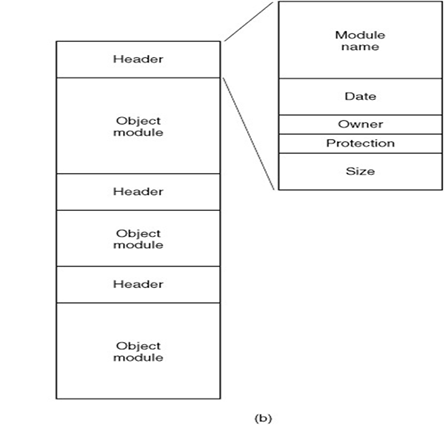 Header
Object
module
Header
Object
module
Header
Object
module
Module
name
Date
Owner
Protection
Size
(b)